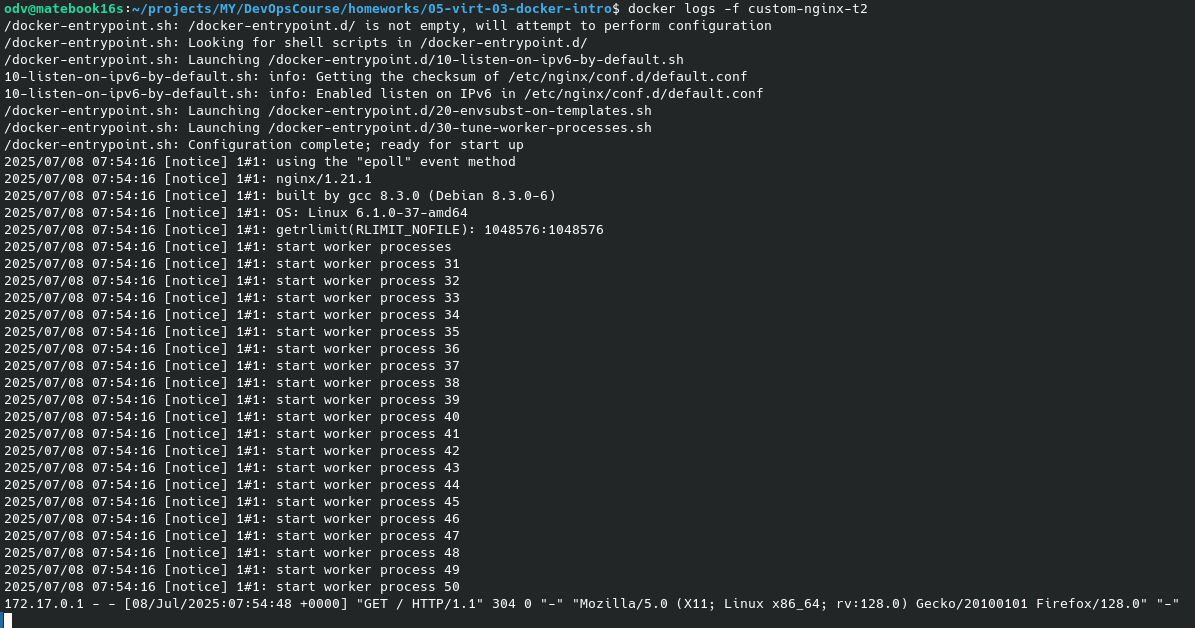 odv@matebook16s:~/projects/MY/DevOpsCourse/homeworks/05-virt-03-docker-intro$ docker logs -f custom-nginx-t2
/docker-entrypoint.sh: /docker-entrypoint.d/ is not empty, will attempt to perform configuration
/docker-entrypoint.sh: Looking for shell scripts in /docker-entrypoint.d/
/docker-entrypoint.sh: Launching /docker-entrypoint.d/10-listen-on-ipv6-by-default.sh
10-listen-on-ipv6-by-default.sh: info: Getting the checksum of /etc/nginx/conf.d/default.conf
10-listen-on-ipv6-by-default.sh: info: Enabled listen on IPv6 in /etc/nginx/conf.d/default.conf
/docker-entrypoint.sh: Launching /docker-entrypoint.d/20-envsubst-on-templates.sh
/docker-entrypoint.sh: Launching /docker-entrypoint.d/30-tune-worker-processes.sh
/docker-entrypoint.sh: Configuration complete; ready for start up
2025/07/08 07:54:16 [notice] 1#1: using the "epoll" event method
2025/07/08 07:54:16 [notice] 1#1: nginx/1.21.1
2025/07/08 07:54:16 [notice] 1#1: built by gcc 8.3.0 (Debian 8.3.0-6)
2025/07/08 07:54:16 [notice] 1#1: OS: Linux 6.1.0-37-amd64
2025/07/08 07:54:16 [notice] 1#1: getrlimit(RLIMIT_NOFILE): 1048576:1048576
2025/07/08 07:54:16 [notice] 1#1: start worker processes
2025/07/08 07:54:16 [notice] 1#1: start worker process 31
2025/07/08 07:54:16 [notice] 1#1: start worker process 32
2025/07/08 07:54:16 [notice] 1#1: start worker process 33
2025/07/08 07:54:16 [notice] 1#1: start worker process 34
2025/07/08 07:54:16 [notice] 1#1: start worker process 35
2025/07/08 07:54:16 [notice] 1#1: start worker process 36
2025/07/08 07:54:16 [notice] 1#1: start worker process 37
2025/07/08 07:54:16 [notice] 1#1: start worker process 38
2025/07/08 07:54:16 [notice] 1#1: start worker process 39
2025/07/08 07:54:16 [notice] 1#1: start worker process 40
2025/07/08 07:54:16 [notice] 1#1: start worker process 41
2025/07/08 07:54:16 [notice] 1#1: start worker process 42
2025/07/08 07:54:16 [notice] 1#1: start worker process 43
2025/07/08 07:54:16 [notice] 1#1: start worker process 44
2025/07/08 07:54:16 [notice] 1#1: start worker process 45
2025/07/08 07:54:16 [notice] 1#1: start worker process 46
2025/07/08 07:54:16 [notice] 1#1: start worker process 47
2025/07/08 07:54:16 [notice] 1#1: start worker process 48
2025/07/08 07:54:16 [notice] 1#1: start worker process 49
2025/07/08 07:54:16 [notice] 1#1: start worker process 50
172.17.0.1 - - [08/Jul/2025:07:54:48 +0000] "GET / HTTP/1.1" 304 0 "-" "Mozilla/5.0 (X11; Linux x86_64; rv:128.0) Gecko/20100101 Firefox/128.0" "-"